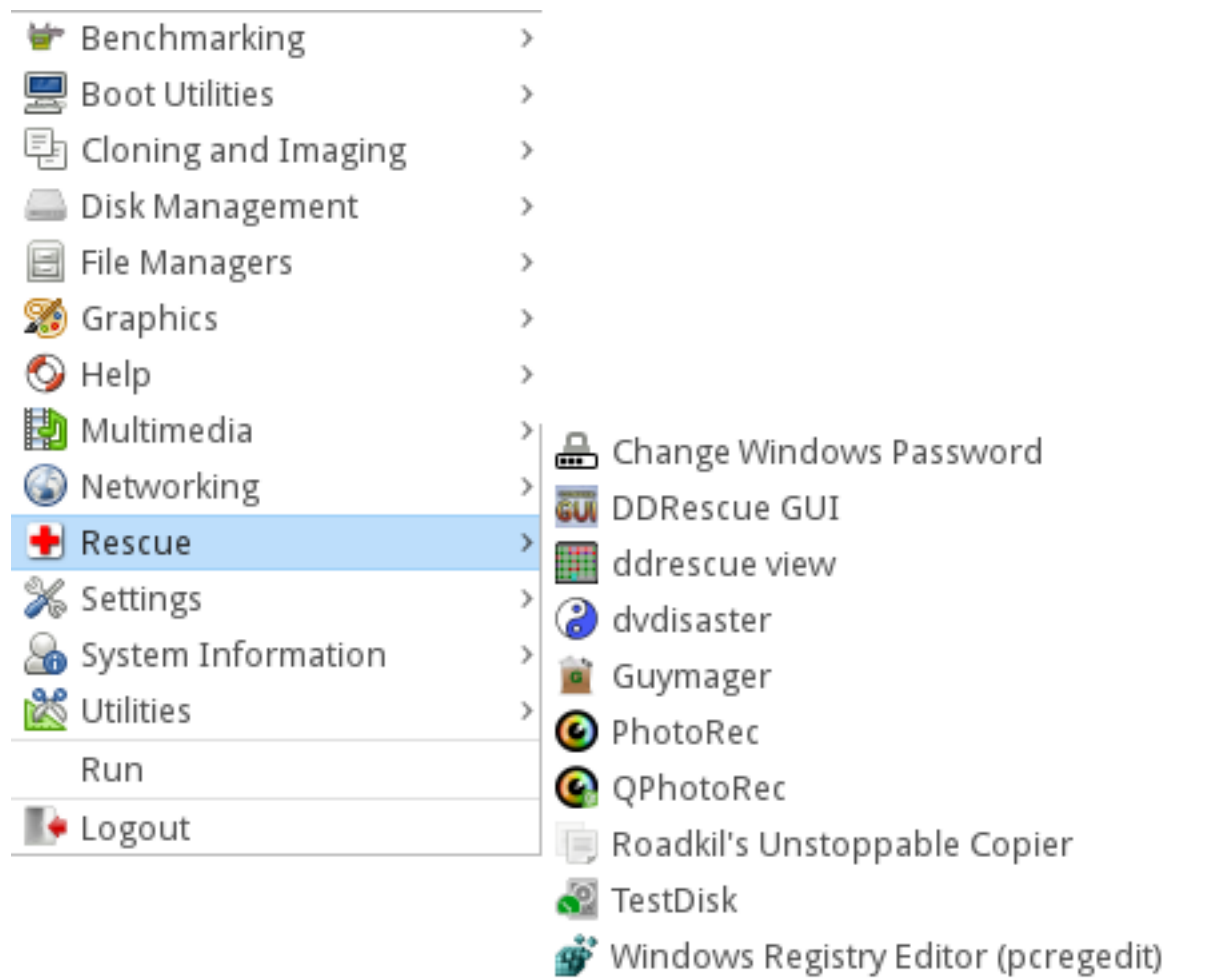 Benchmarking
Boot Utilities
Cloning and Imaging
Disk Management
File Managers
Graphics
Help
Multimedia
Networking
Rescue
Settings
System Information
Utilities
Run
Logout
Change Windows Password
GUI
DDRescue GUI
ddrescue view
dvdisaster
G
Guymager
PhotoRec
QPhotoRec
Roadkil's Unstoppable Copier
TestDisk
Windows Registry Editor (pcregedit)